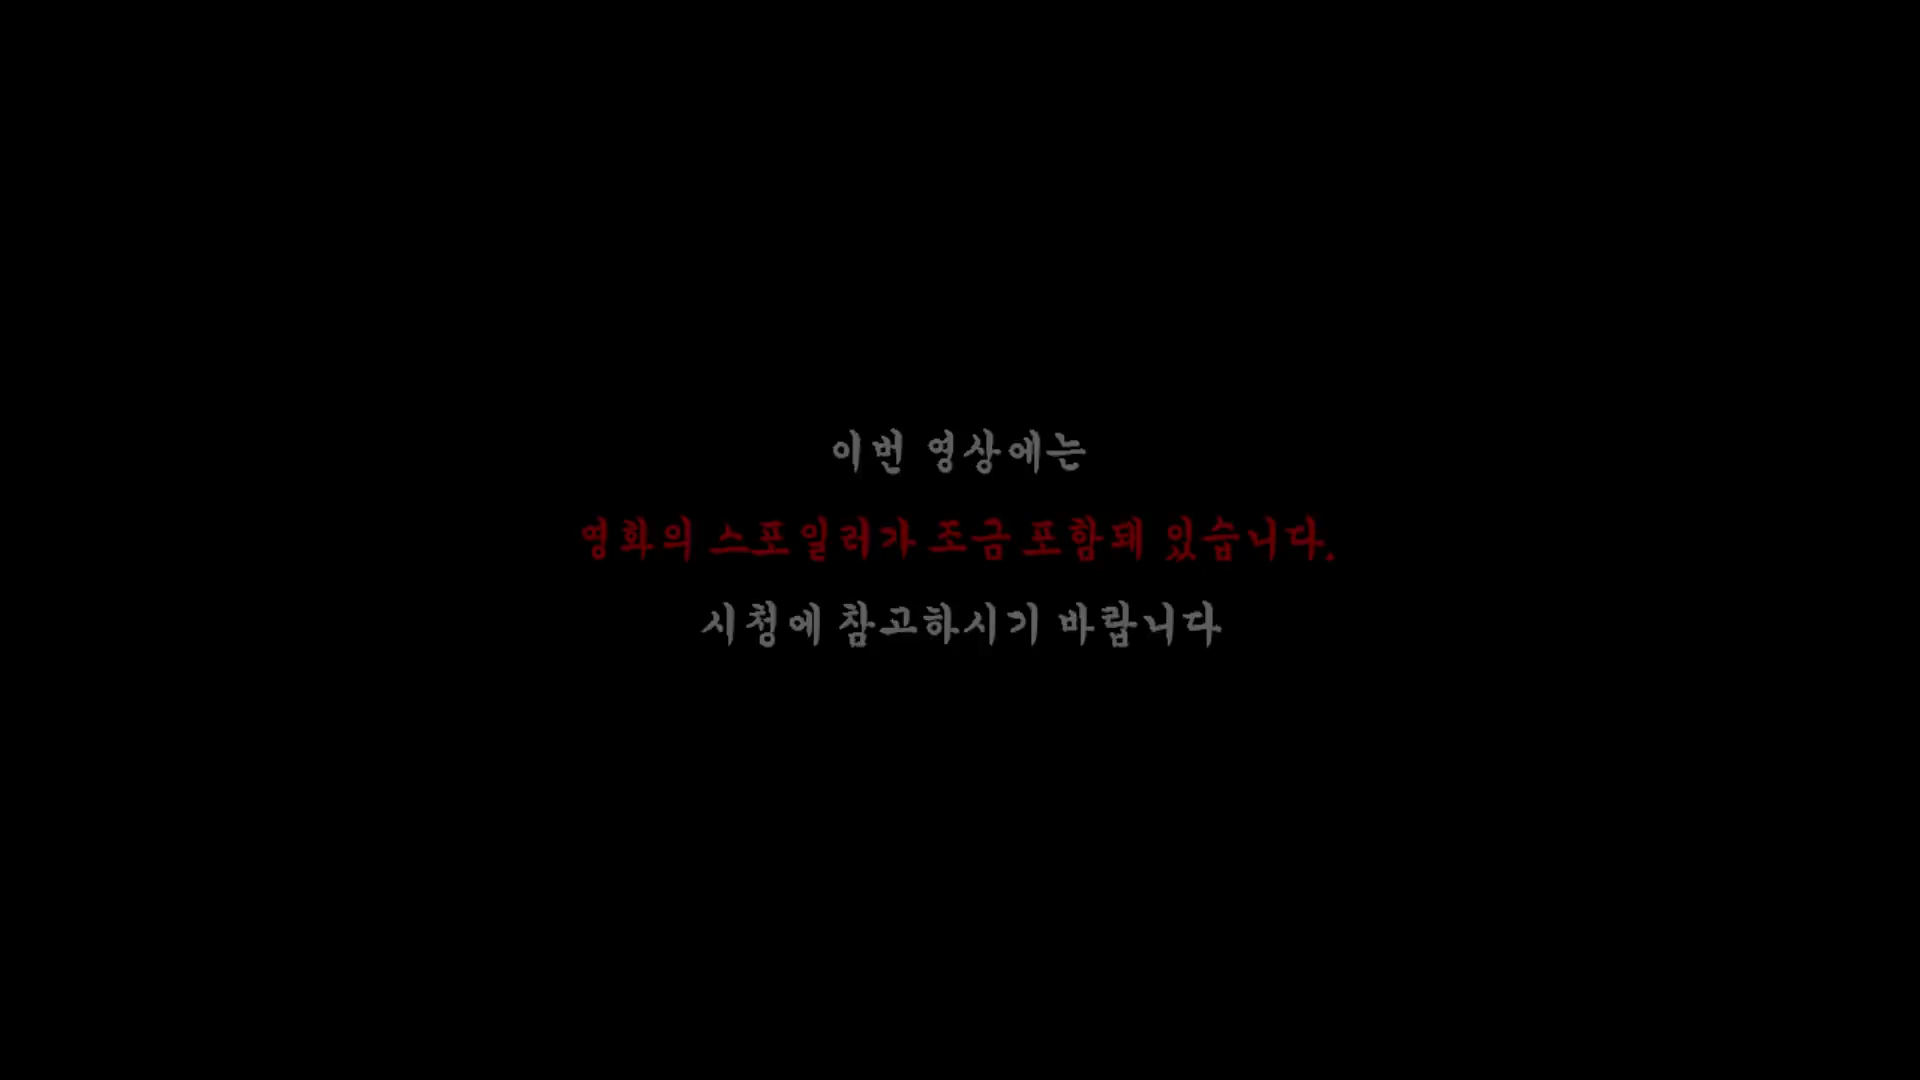 이번 영상에는
영화의 스포일러가 조금 포함돼 있습니다.
시청에 참고하시기 바랍니다